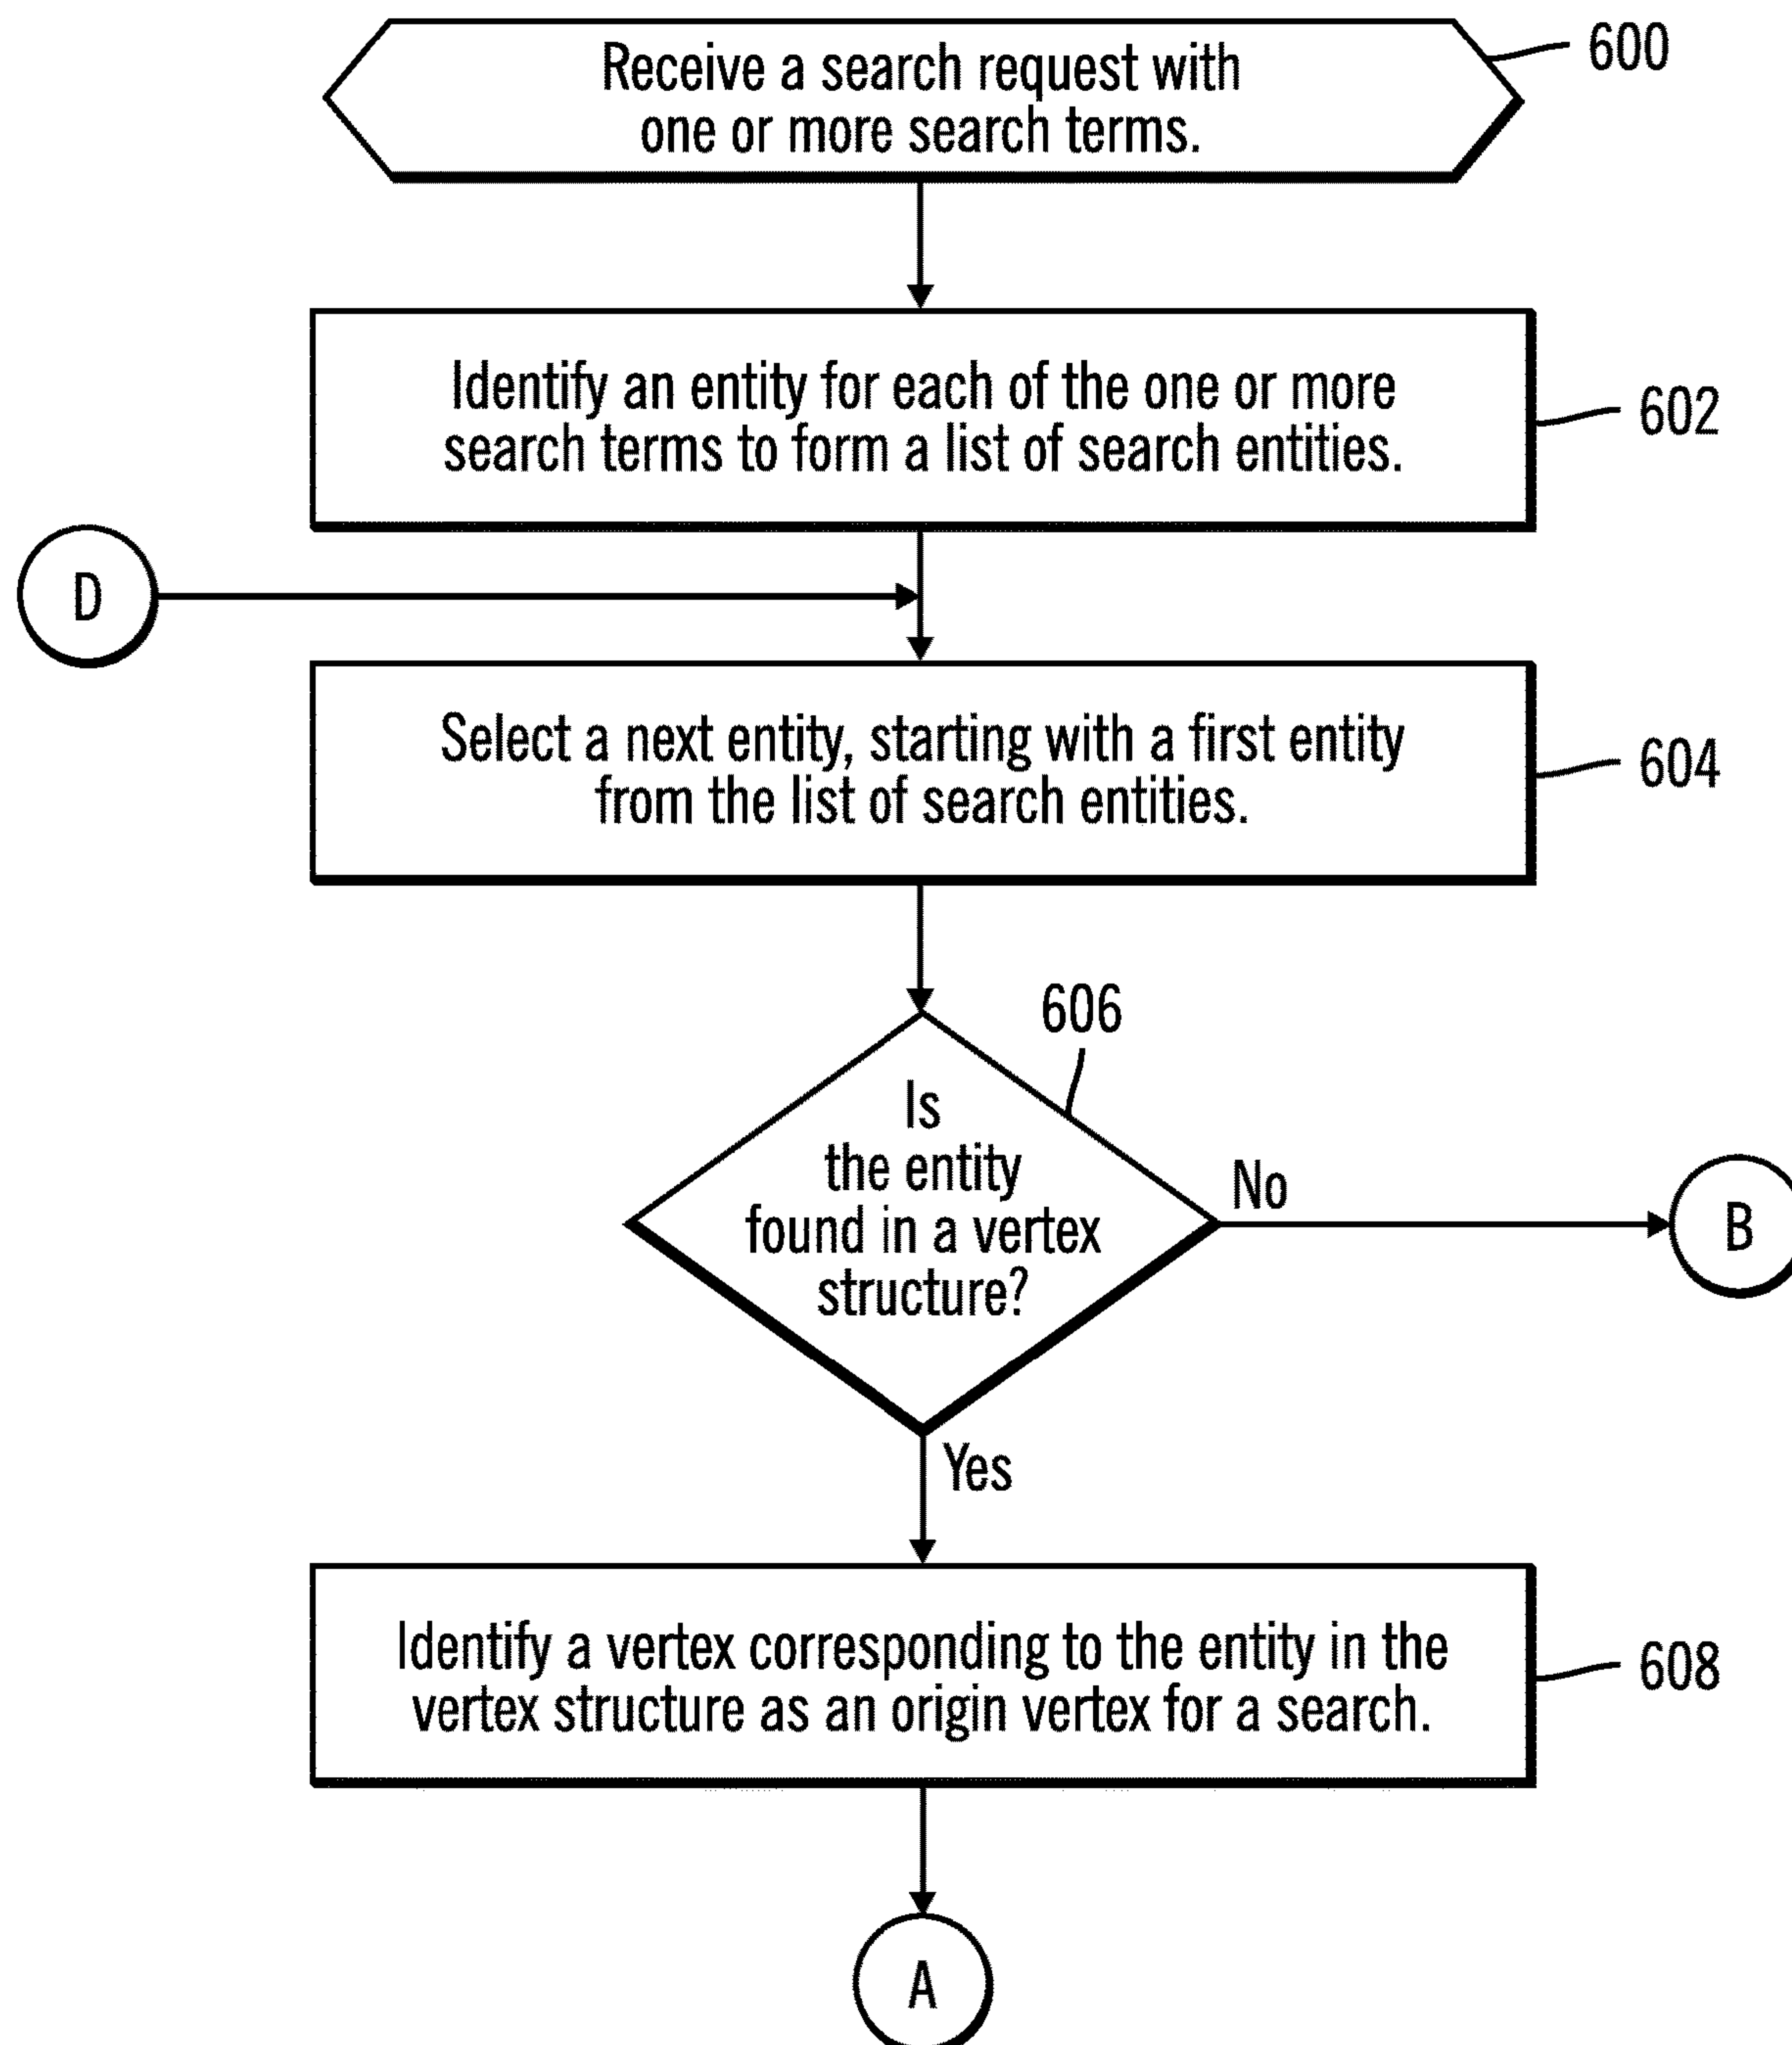 Receive a search request with
one or more search terms.
600
Identify an entity for each of the one or more
search terms to form a list of search entities.
602
D
Select a next entity, starting with a first entity
from the list of search entities.
604
606
Is
the entity
found in a vertex
structure?
No
B
Yes
Identify a vertex corresponding to the entity in the
vertex structure as an origin vertex for a search.
608
A